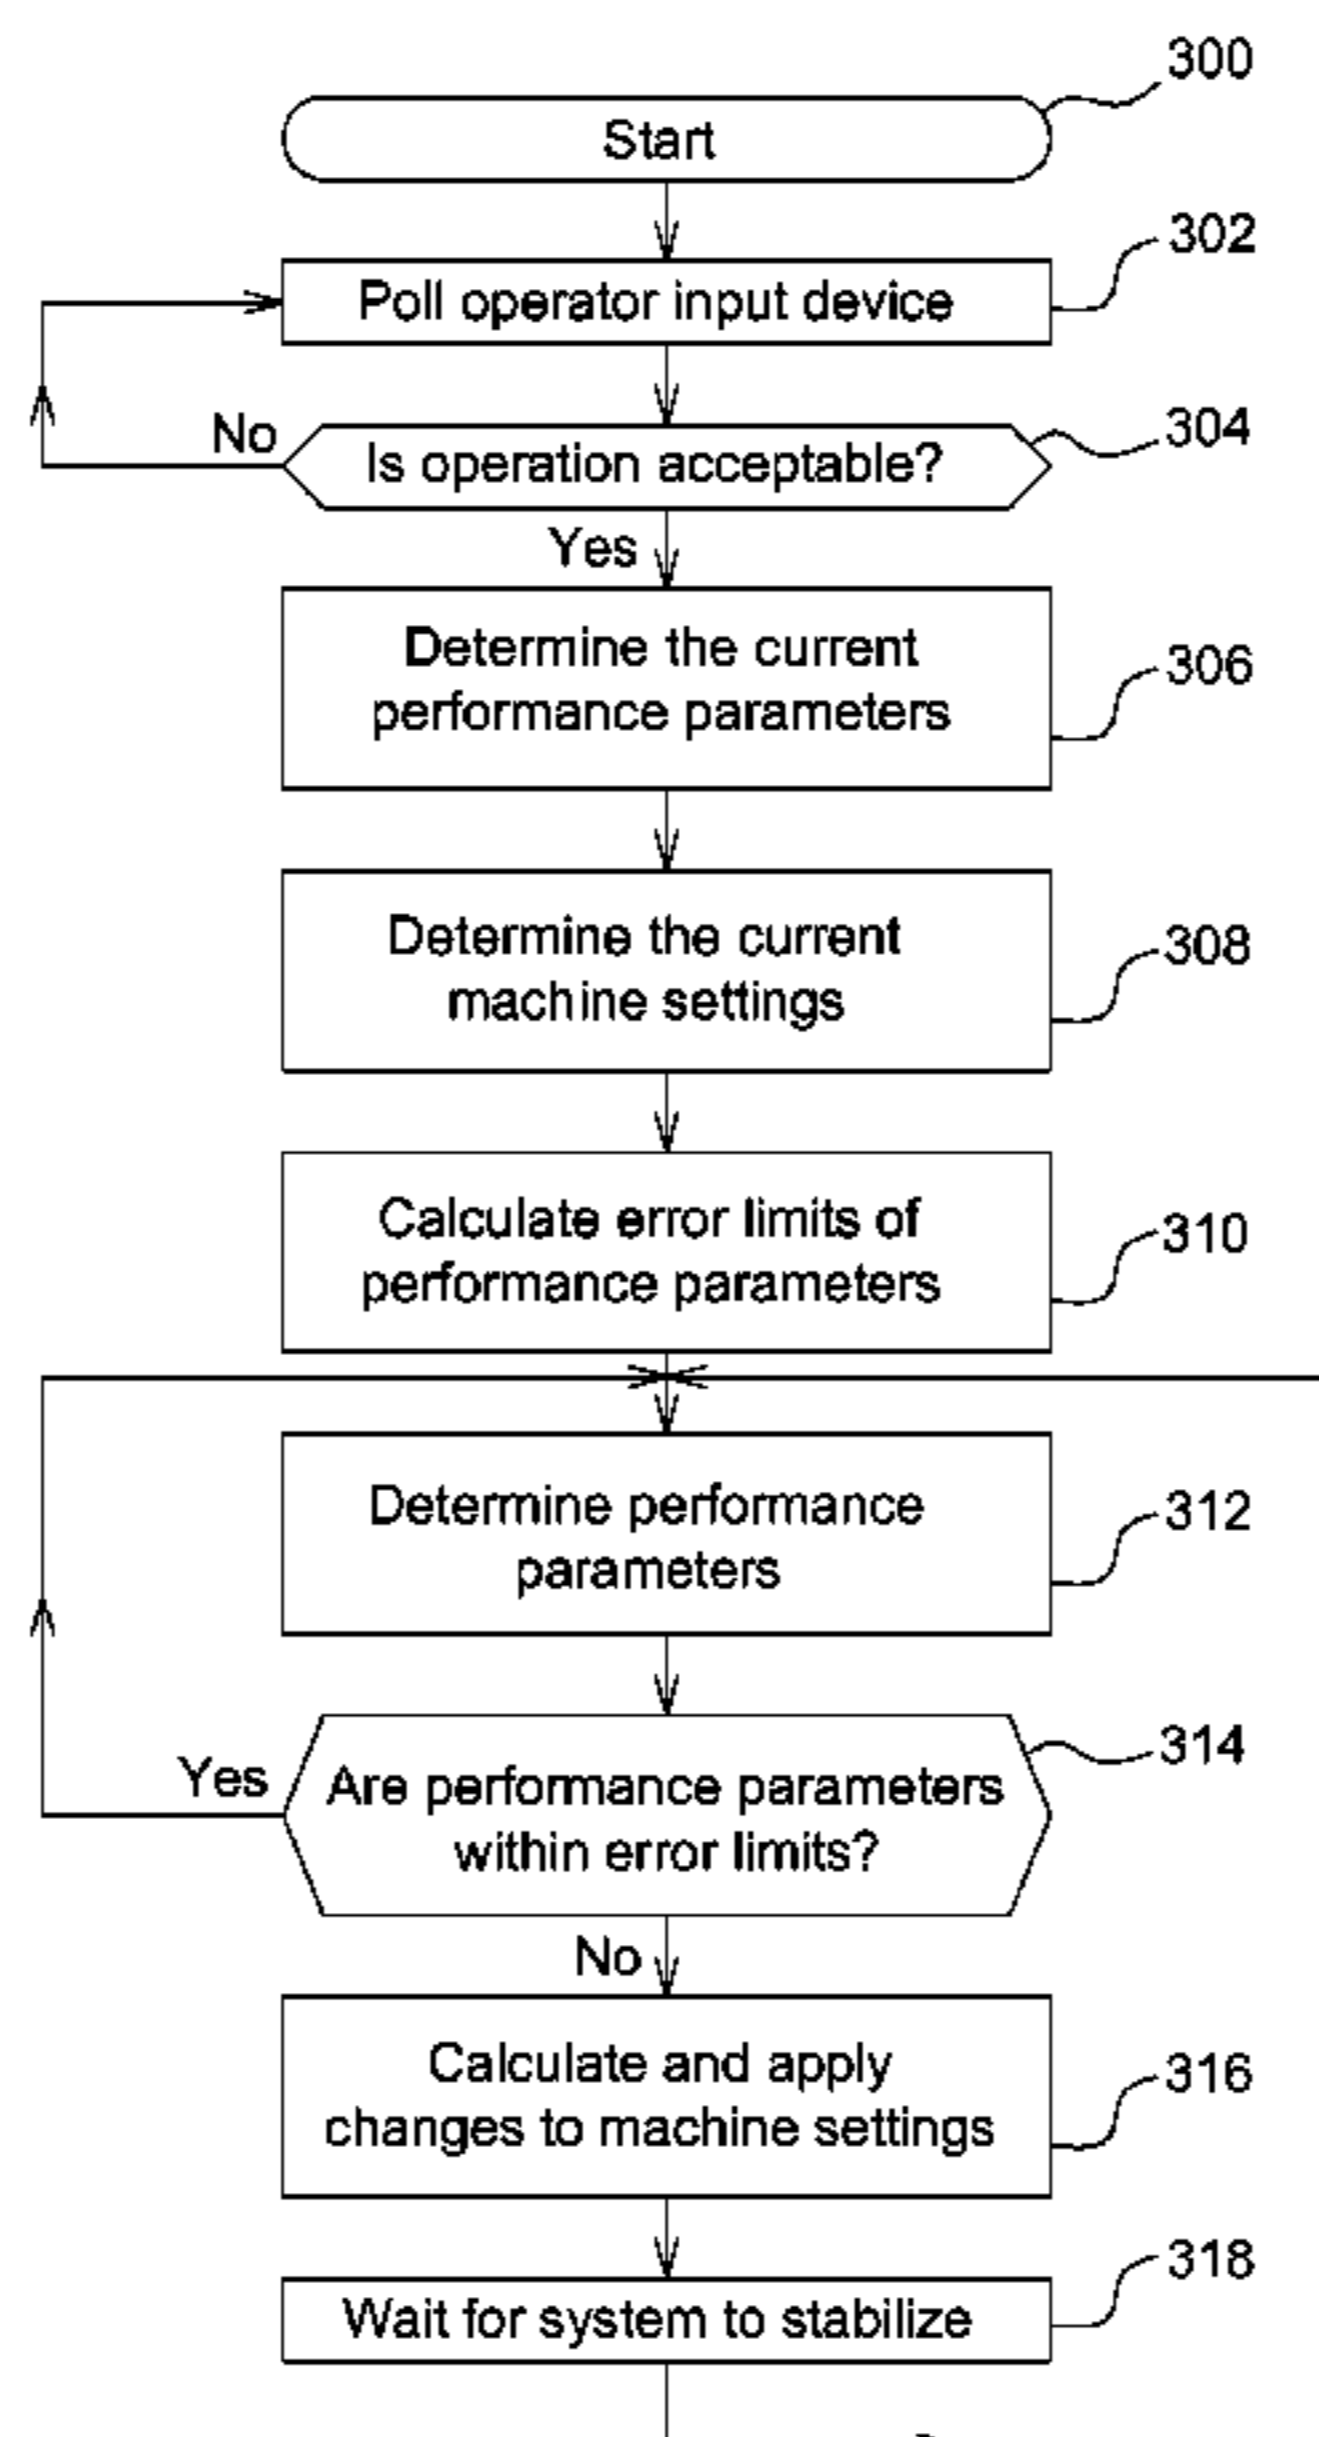 300
Start
302
Poll operator input device
304
No
Is operation acceptable?
Yes
Determine the current
performance parameters
306
Determine the current
machine settings
308
Calculate error limits of
performance parameters
310
Determine performance
parameters
312
314
Yes
Are performance parameters
within error limits?
No
Calculate and apply
changes to machine settings
316
318
Wait for system to stabilize